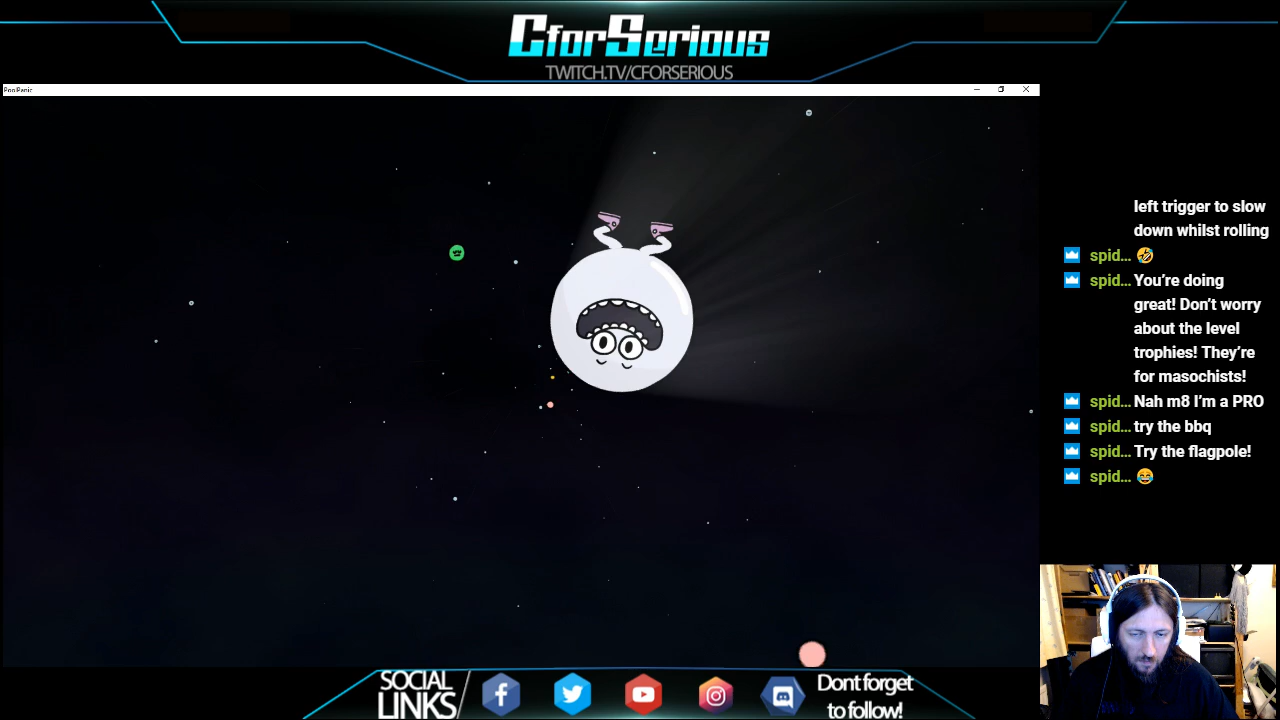 CforSerious
TWITCH.TV/CFORSERIOUS
Pool Panic
left trigger to slow
down whilst rolling
spid... 🤣
spid... You're doing
great! Don't worry
about the level
trophies! They're
for masochists!
spid... Nah m8 I'm a PRO
spid... try the bbq
spid... Try the flagpole!
spid... 😂
SOCIAL
LINKS
Dont forget
to follow!